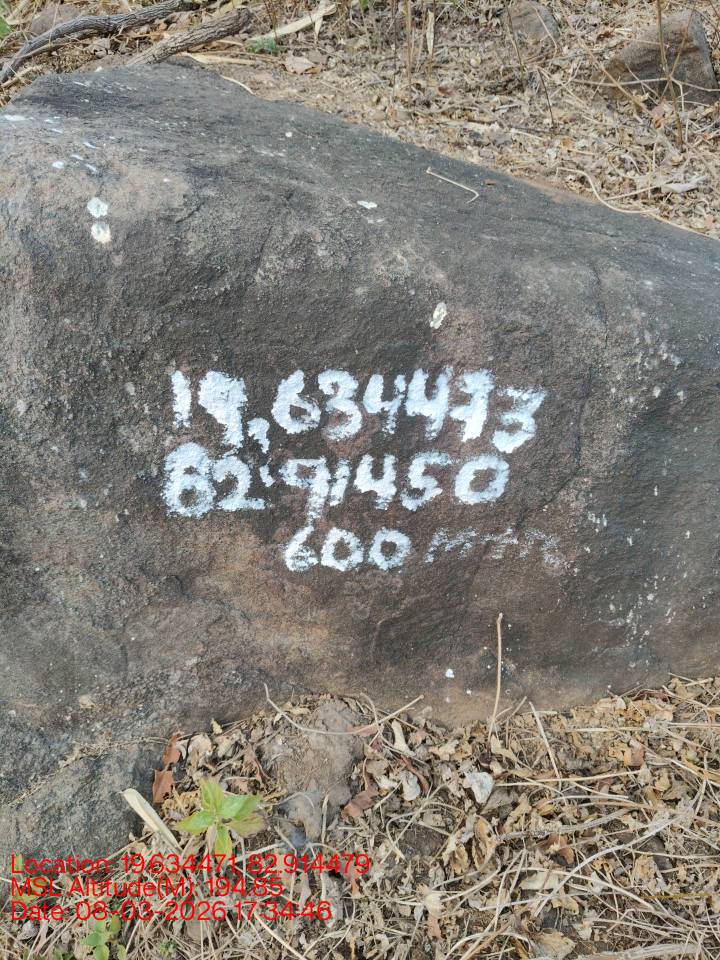 19,634473
82.91450
600 mtr
Location: 19.634471 82.914479
MSL Altitude(M): 194.85
Date: 08-03-2026 17:34:46